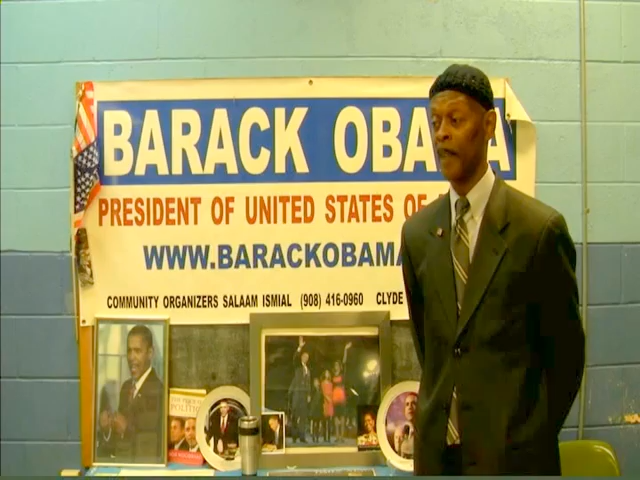 BARACK OBAMA
PRESIDENT OF UNITED STATES OF
WWW.BARACKOBAMA
COMMUNITY ORGANIZERS SALAAM ISMIAL (908) 416-0960 CLYDE